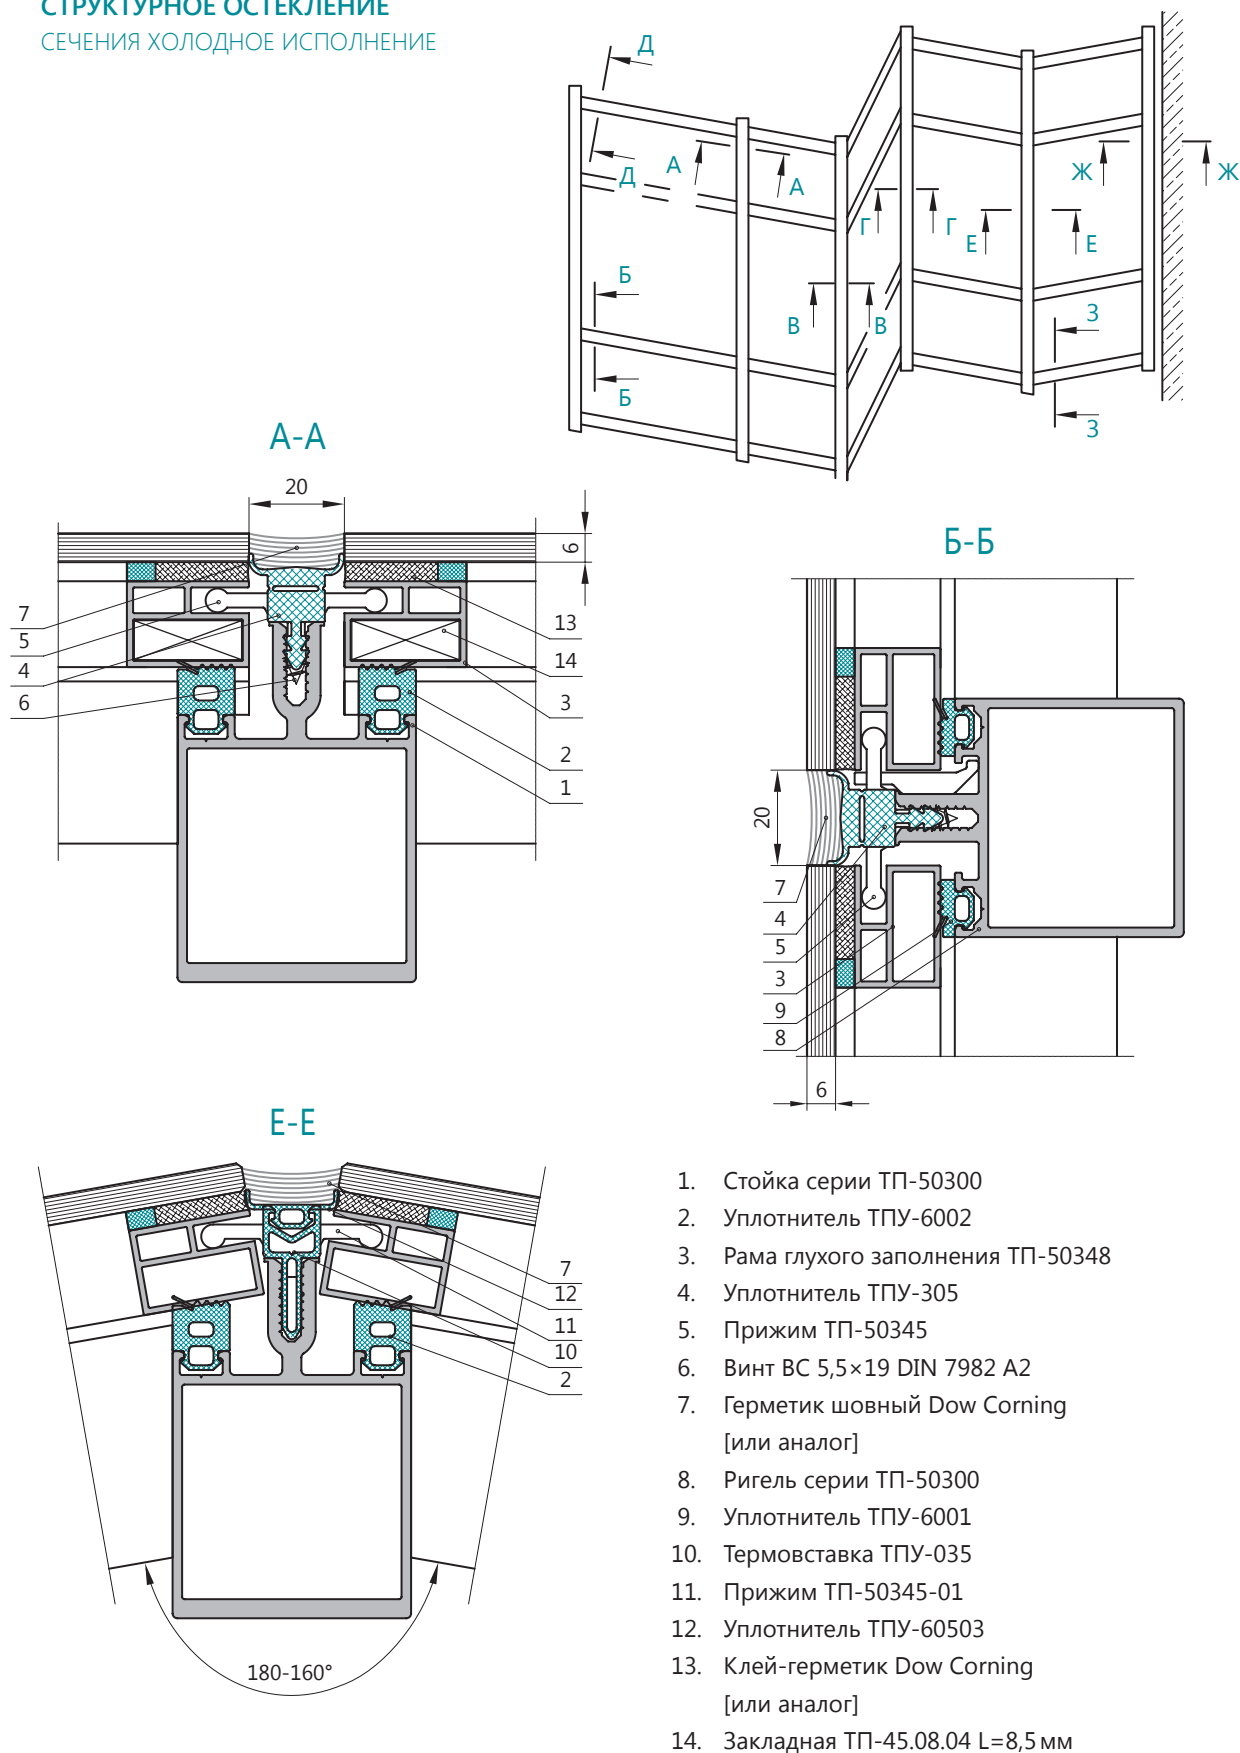 СТРУКТУРНОЕ ОСТЕКЛЕНИЕ
СЕЧЕНИЯ ХОЛОДНОЕ ИСПОЛНЕНИЕ
Д
Д
А
А
Б
Б
В
В
Г
Г
Е
Е
Ж
Ж
З
З
А-А
20
6
7
5
4
6
13
14
3
2
1
Б-Б
20
7
4
5
3
9
8
6
Е-Е
7
12
11
10
2
180-160°
1. Стойка серии ТП-50300
2. Уплотнитель ТПУ-6002
3. Рама глухого заполнения ТП-50348
4. Уплотнитель ТПУ-305
5. Прижим ТП-50345
6. Винт ВС 5,5×19 DIN 7982 A2
7. Герметик шовный Dow Corning
[или аналог]
8. Ригель серии ТП-50300
9. Уплотнитель ТПУ-6001
10. Термовставка ТПУ-035
11. Прижим ТП-50345-01
12. Уплотнитель ТПУ-60503
13. Клей-герметик Dow Corning
[или аналог]
14. Закладная ТП-45.08.04 L=8,5 мм